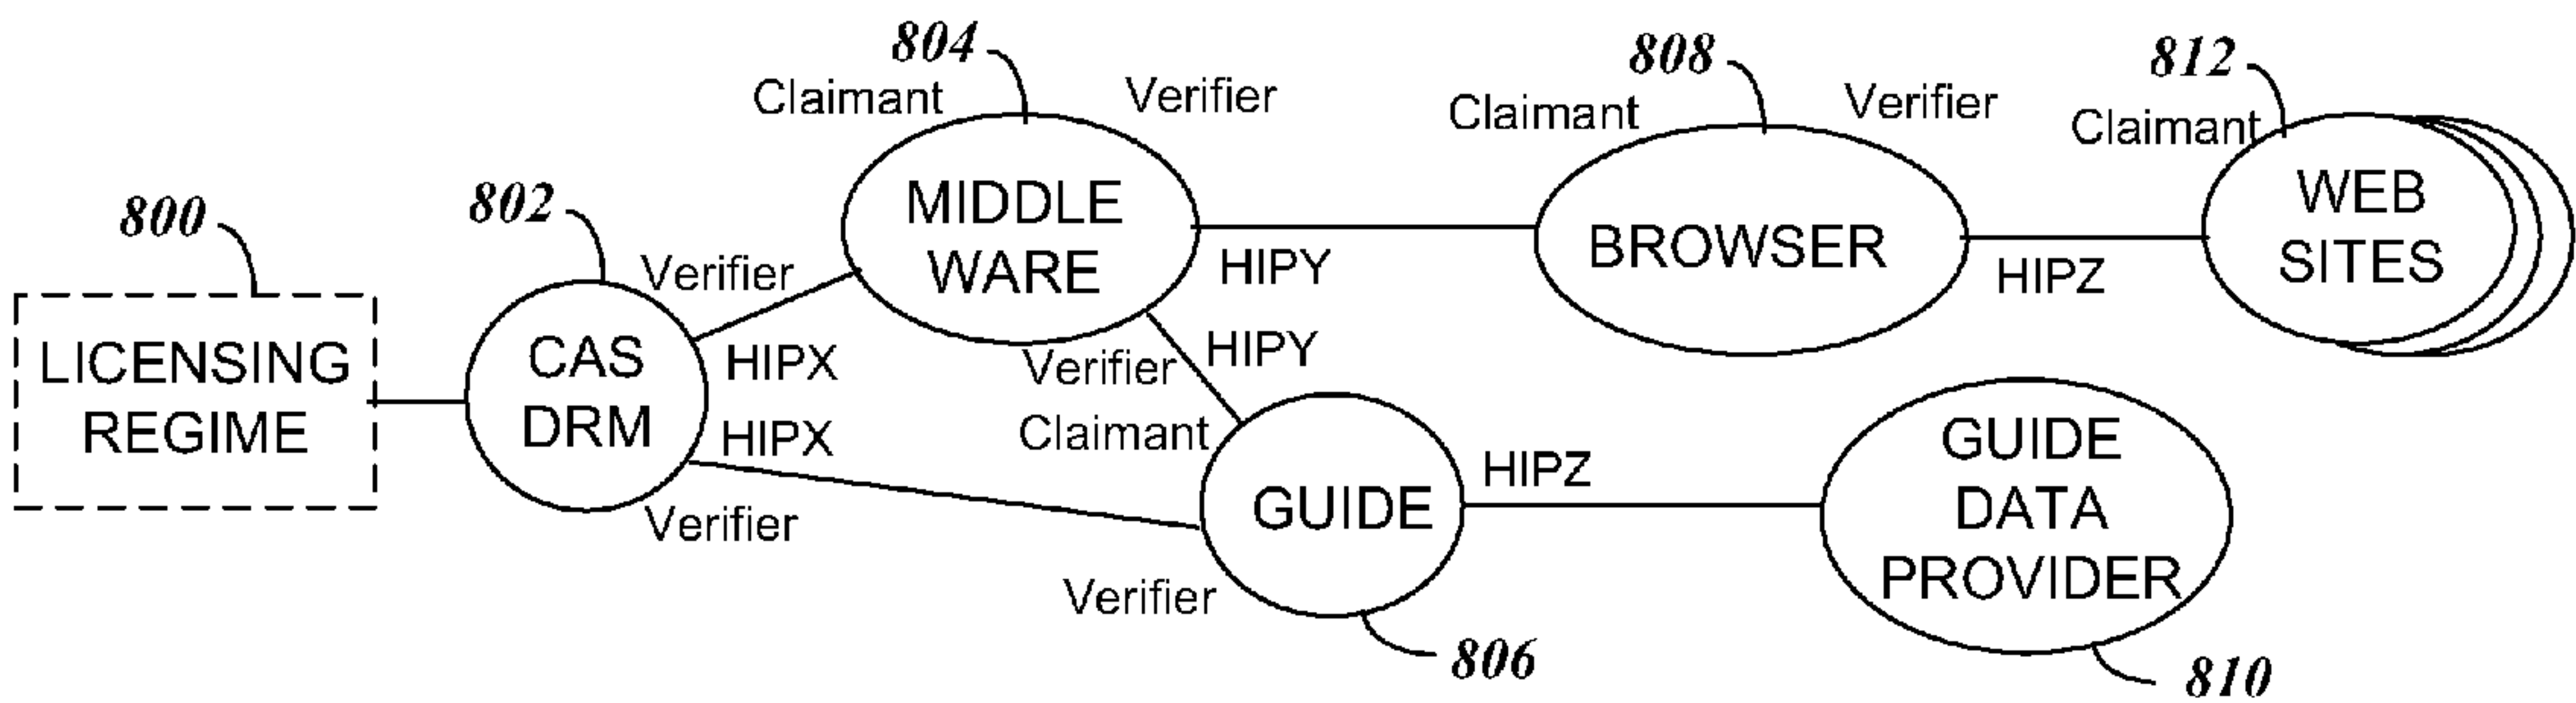 804
808
812
Claimant
Verifier
Claimant
Verifier
Claimant
800
802
MIDDLE
WARE
BROWSER
WEB
SITES
Verifier
HIPY
HIPZ
LICENSING
REGIME
CAS
DRM
HIPX
HIPX
Verifier
HIPY
Verifier
Claimant
GUIDE
HIPZ
GUIDE
DATA
PROVIDER
Verifier
806
810